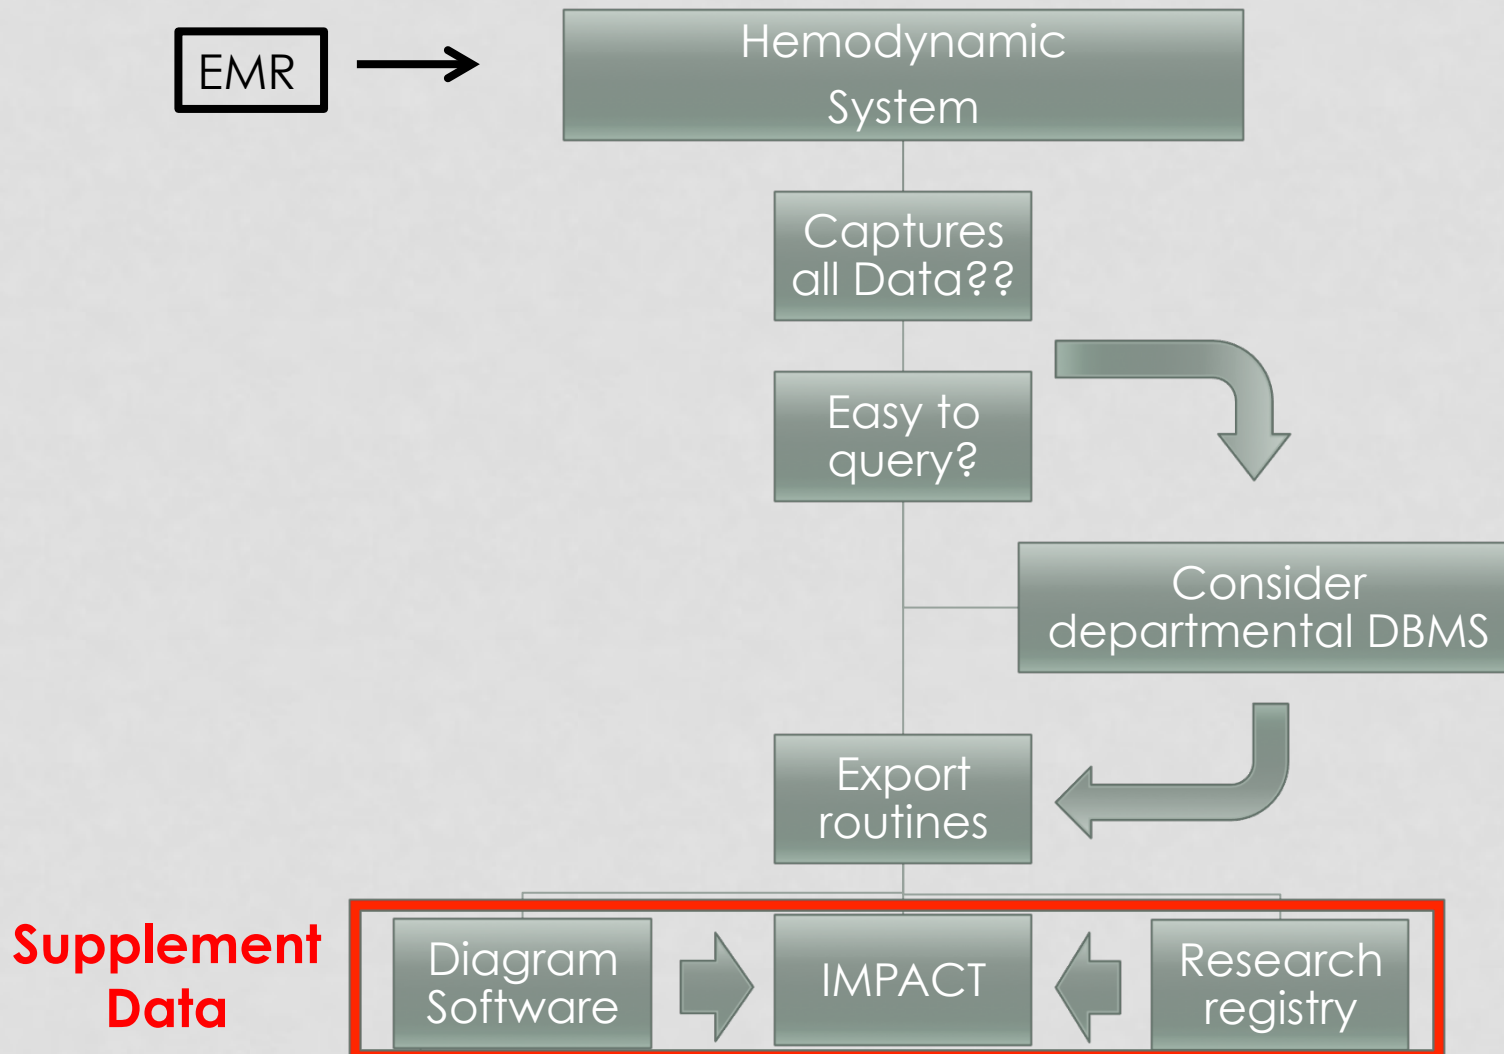 EMR
Hemodynamic
System
Captures
all Data??
Easy to
query?
Consider
departmental DBMS
Export
routines
Supplement
Data
Diagram
Software
IMPACT
Research
registry